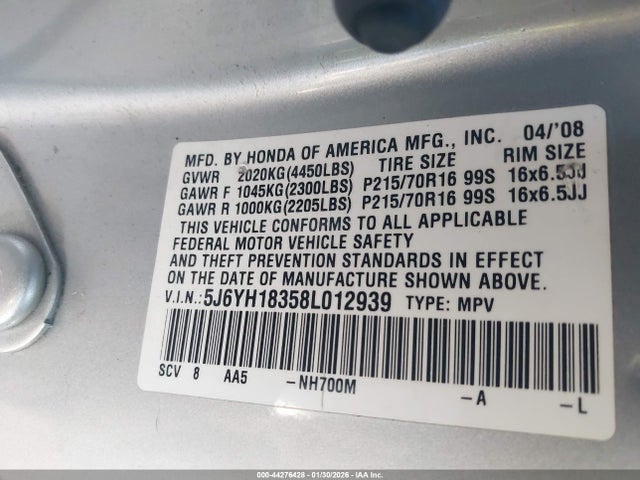 MFD. BY HONDA OF AMERICA MFG., INC. 04/'08
GVWR 2020KG(4450LBS) TIRE SIZE RIM SIZE
GAWR F 1045KG(2300LBS) P215/70R16 99S 16x6.5JJ
GAWR R 1000KG(2205LBS) P215/70R16 99S 16x6.5JJ
THIS VEHICLE CONFORMS TO ALL APPLICABLE
FEDERAL MOTOR VEHICLE SAFETY
AND THEFT PREVENTION STANDARDS IN EFFECT
ON THE DATE OF MANUFACTURE SHOWN ABOVE.
V.I.N.:5J6YH18358L012939 TYPE: MPV
SCV 8 AA5 -NH700M -A -L
000-44276428 - 01/30/2026 - IAA Inc.